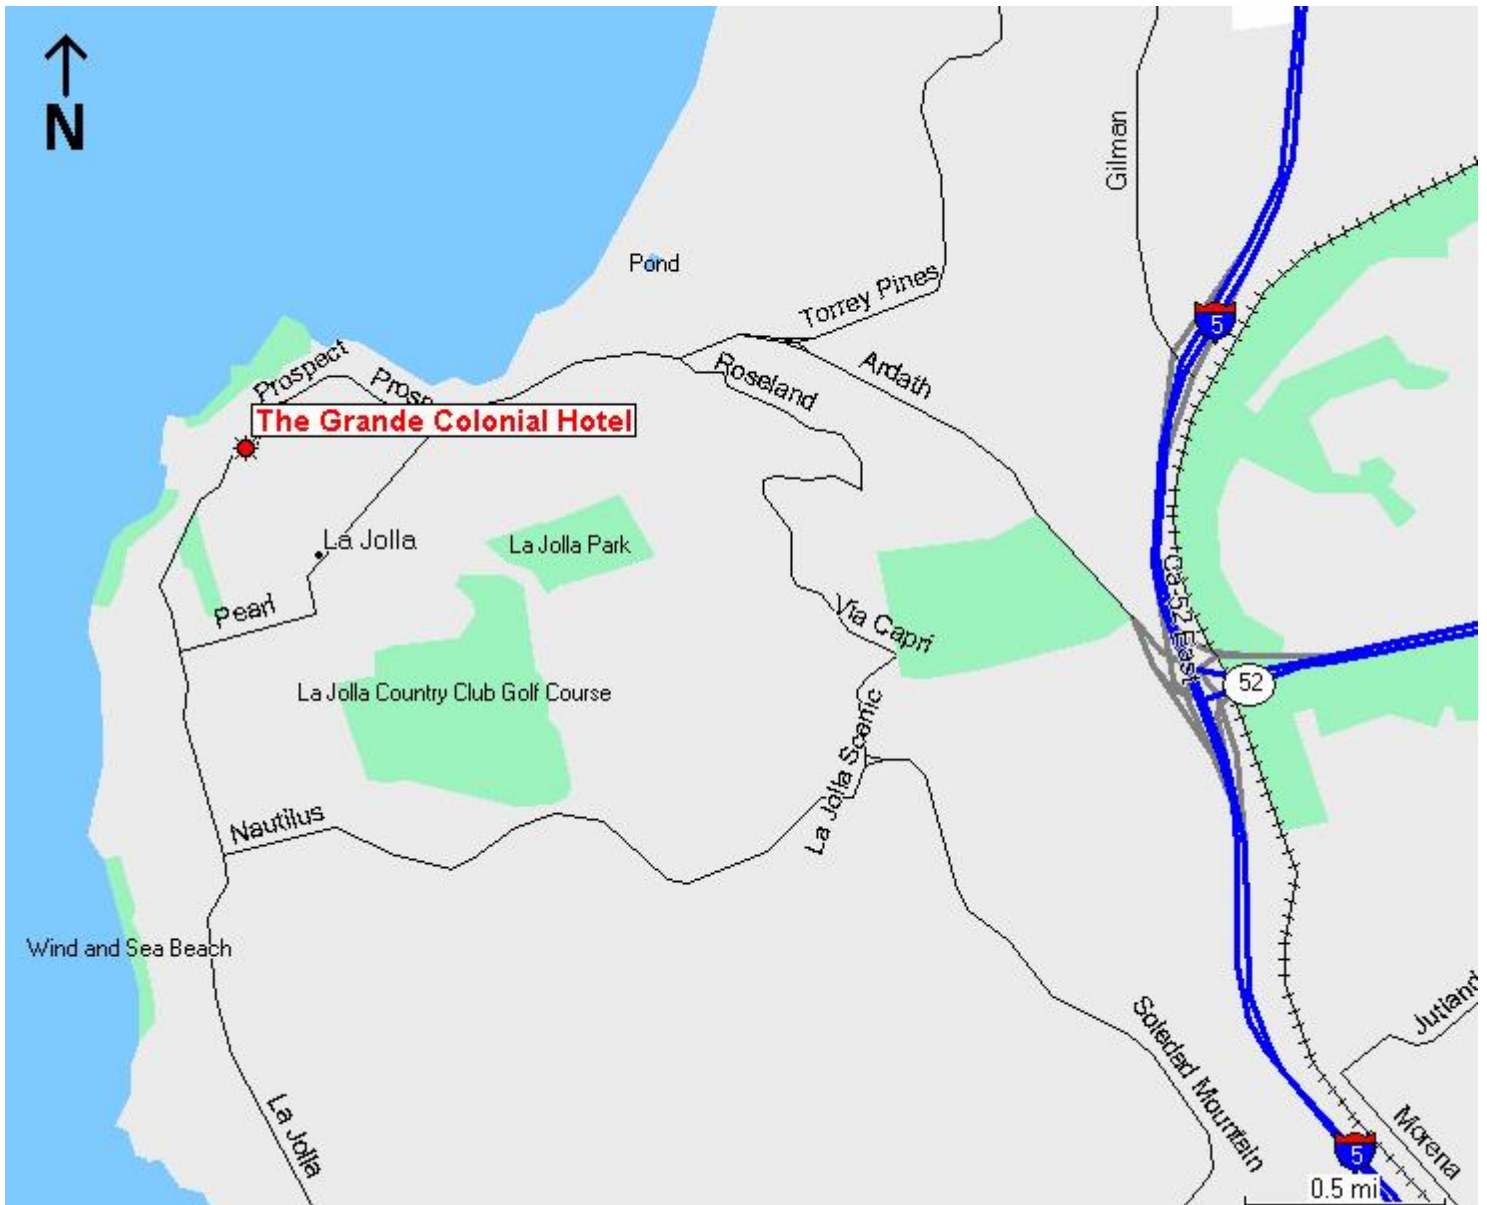 N
Gilman
Pond
5
Torrey Pines
Prospect
Ardath
Roseland
Prosp
The Grande Colonial Hotel
La Jolla
La Jolla Park
Ca-52 East
Pearl
Via Capri
52
La Jolla Country Club Golf Course
La Jolla Scenic
Nautilus
Wind and Sea Beach
Jutland
Soledad Mountain
La Jolla
Morena
5
0.5 mi